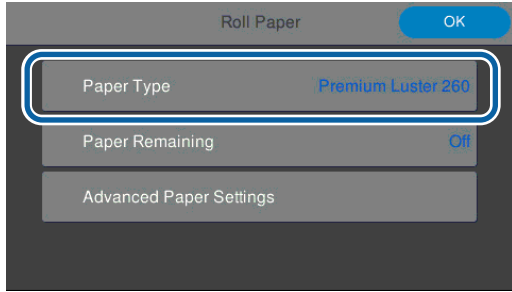 Roll Paper OK
Paper Type Premium Luster 260
Paper Remaining Off
Advanced Paper Settings